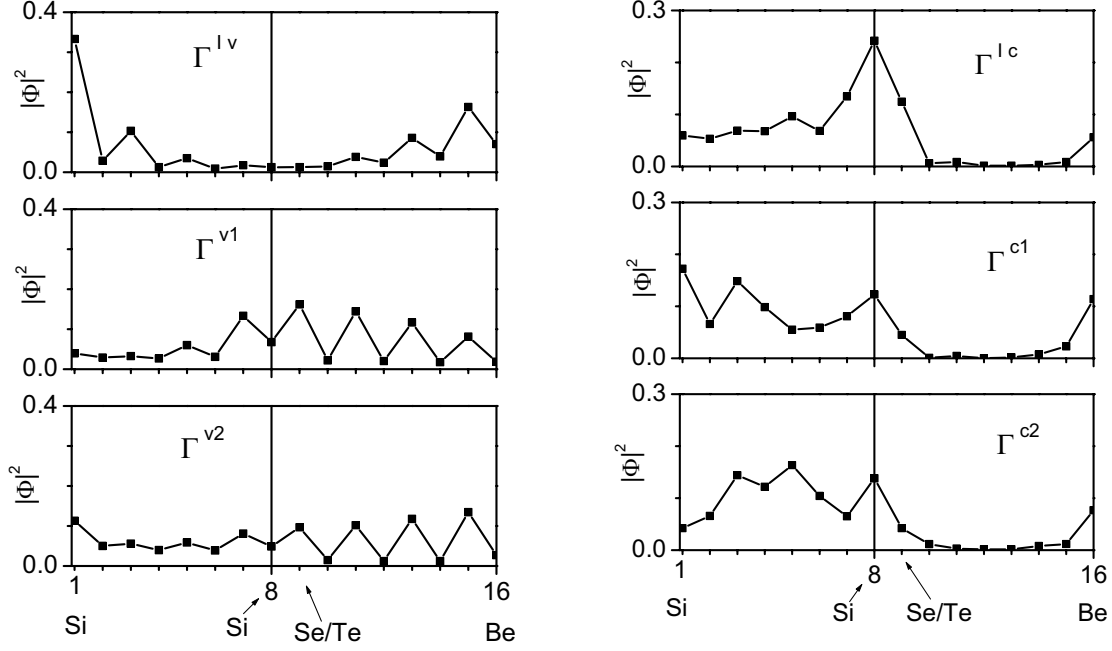 0.4
|Φ|²
Γ^{I v}
0.0
0.4
|Φ|²
Γ^{v1}
0.0
0.4
|Φ|²
Γ^{v2}
0.0
1 8 16
Si Si Se/Te Be
0.3
|Φ|²
Γ^{I c}
0.0
0.3
|Φ|²
Γ^{c1}
0.0
0.3
|Φ|²
Γ^{c2}
0.0
1 8 16
Si Si Se/Te Be